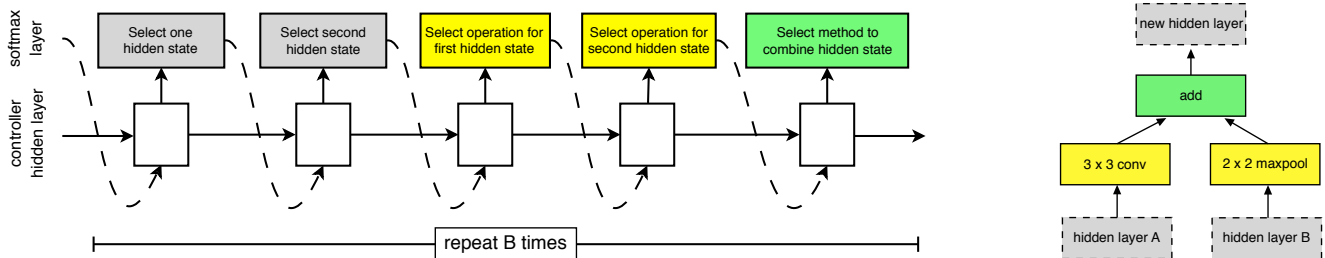 softmax
layer
controller
hidden layer
Select one
hidden state
Select second
hidden state
Select operation for
first hidden state
Select operation for
second hidden state
Select method to
combine hidden state
repeat B times
new hidden layer
add
3 x 3 conv
2 x 2 maxpool
hidden layer A
hidden layer B